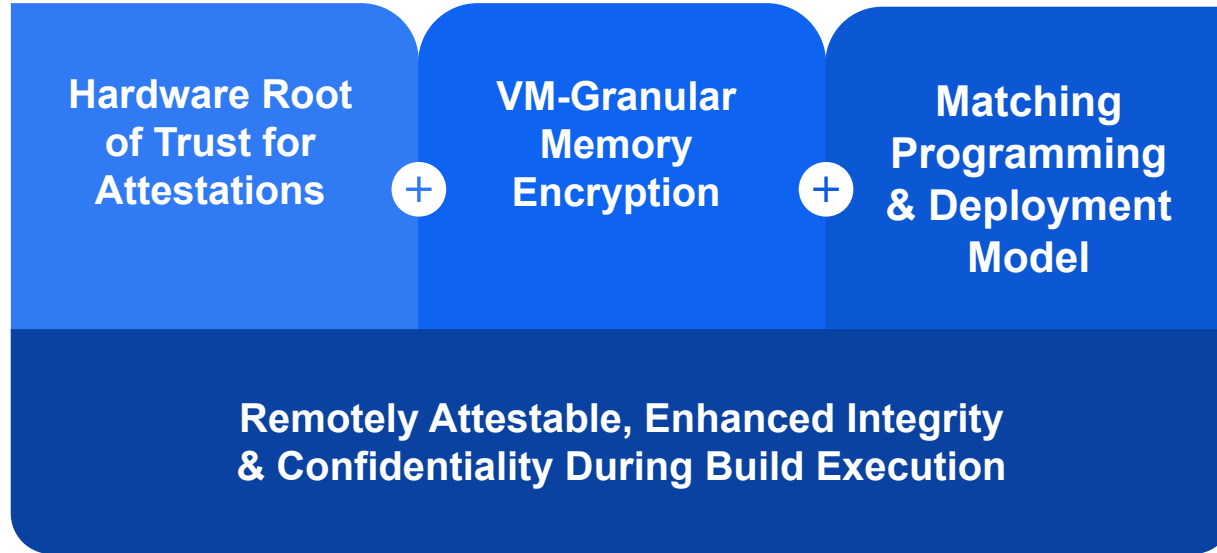 Hardware Root
of Trust for
Attestations
+
VM-Granular
Memory
Encryption
+
Matching
Programming
& Deployment
Model
Remotely Attestable, Enhanced Integrity
& Confidentiality During Build Execution